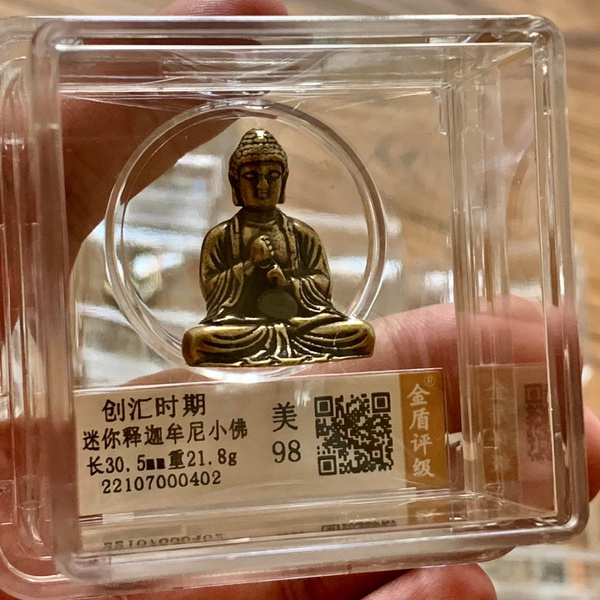 创汇时期
迷你释迦牟尼小佛
长30.5mm重21.8g
22107000402
美
98
金盾评级®